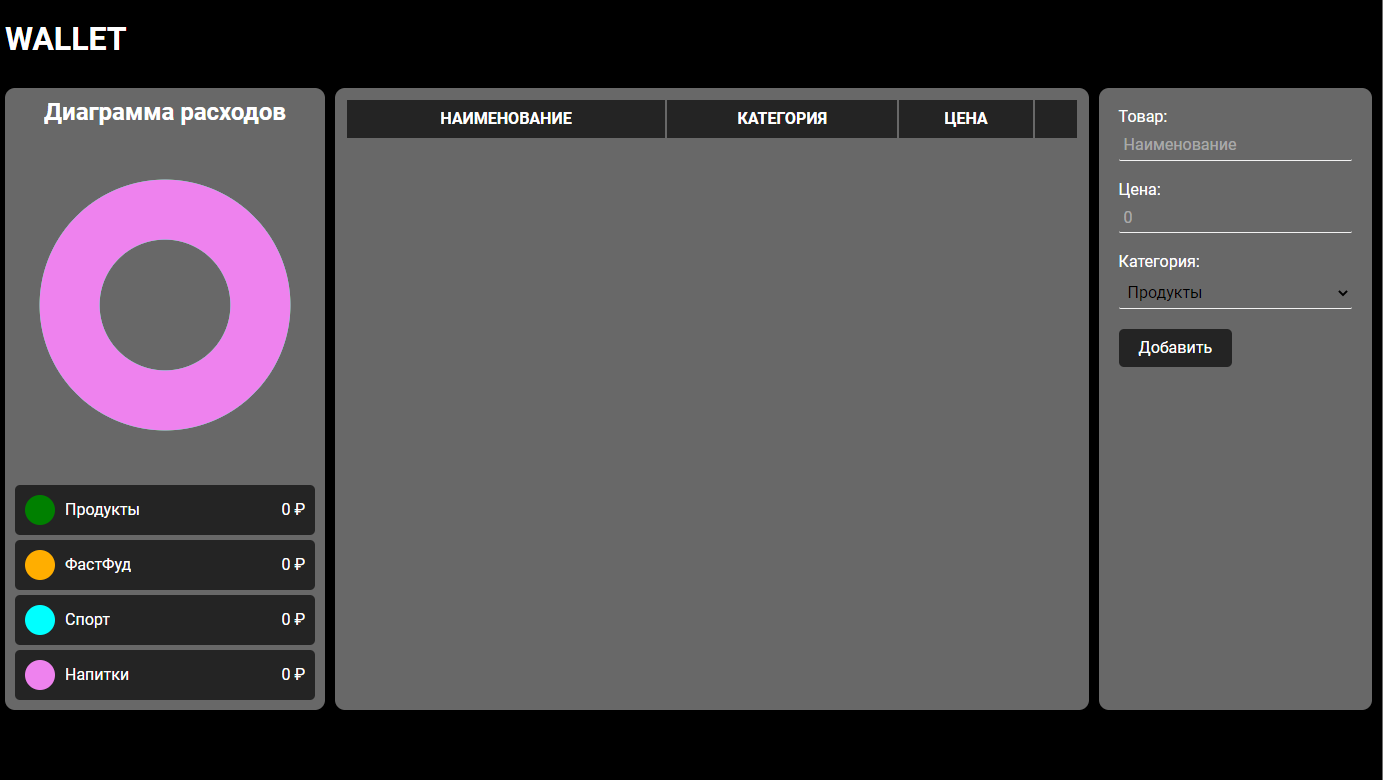 WALLET
Диаграмма расходов
Продукты 0 ₽
ФастФуд 0 ₽
Спорт 0 ₽
Напитки 0 ₽
НАИМЕНОВАНИЕ КАТЕГОРИЯ ЦЕНА
Товар:
Наименование
Цена:
0
Категория:
Продукты
Добавить